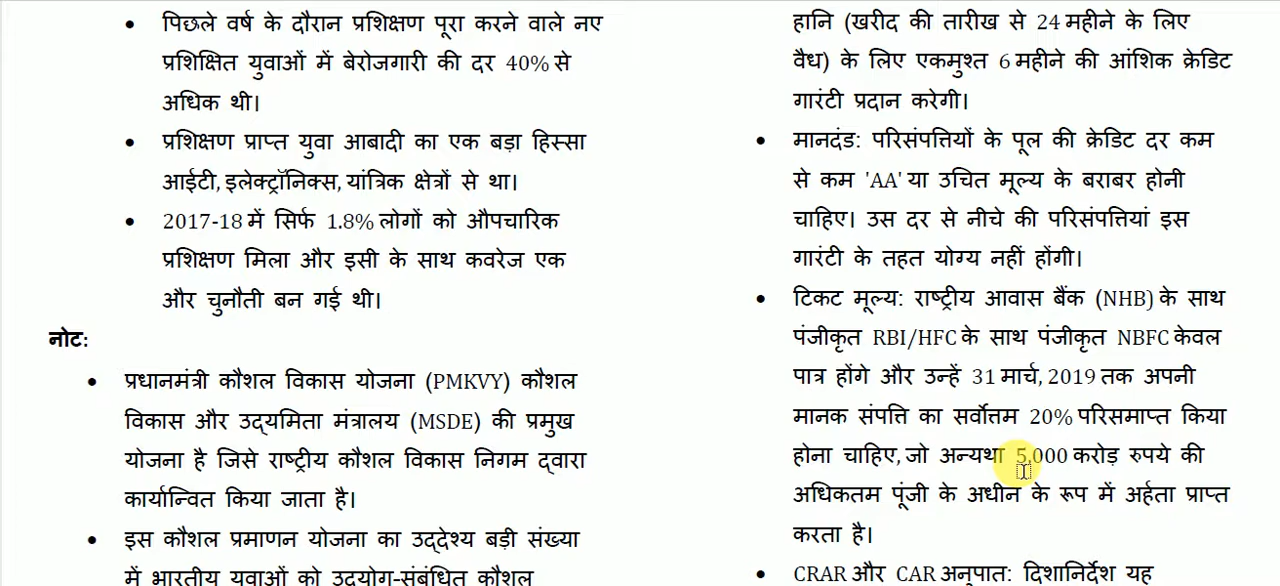 पिछले वर्ष के दौरान प्रशिक्षण पूरा करने वाले नए
प्रशिक्षित युवाओं में बेरोजगारी की दर 40% से
अधिक थी।
प्रशिक्षण प्राप्त युवा आबादी का एक बड़ा हिस्सा
आईटी, इलेक्ट्रॉनिक्स, यांत्रिक क्षेत्रों से था।
2017-18 में सिर्फ 1.8% लोगों को औपचारिक
प्रशिक्षण मिला और इसी के साथ कवरेज एक
और चुनौती बन गई थी।
नोट:
प्रधानमंत्री कौशल विकास योजना (PMKVY) कौशल
विकास और उद्यमिता मंत्रालय (MSDE) की प्रमुख
योजना है जिसे राष्ट्रीय कौशल विकास निगम द्वारा
कार्यान्वित किया जाता है।
इस कौशल प्रमाणन योजना का उद्देश्य बड़ी संख्या
में भारतीय युवाओं को उद्योग-संबंधित कौशल
हानि (खरीद की तारीख से 24 महीने के लिए
वैध) के लिए एकमुश्त 6 महीने की आंशिक क्रेडिट
गारंटी प्रदान करेगी।
मानदंड: परिसंपत्तियों के पूल की क्रेडिट दर कम
से कम 'AA' या उचित मूल्य के बराबर होनी
चाहिए। उस दर से नीचे की परिसंपत्तियां इस
गारंटी के तहत योग्य नहीं होंगी।
टिकट मूल्य: राष्ट्रीय आवास बैंक (NHB) के साथ
पंजीकृत RBI/HFC के साथ पंजीकृत NBFC केवल
पात्र होंगे और उन्हें 31 मार्च, 2019 तक अपनी
मानक संपत्ति का सर्वोत्तम 20% परिसमाप्त किया
होना चाहिए, जो अन्यथा 5,000 करोड़ रुपये की
अधिकतम पूंजी के अधीन के रूप में अर्हता प्राप्त
करता है।
CRAR और CAR अनुपात: दिशानिर्देश यह